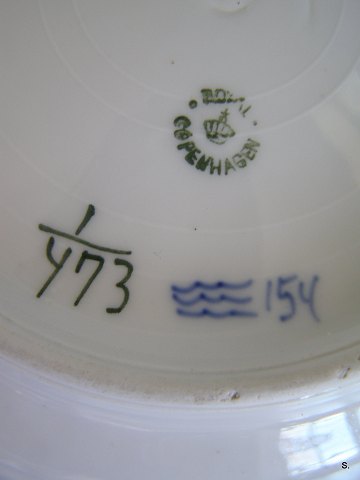 ROYAL
COPENHAGEN
1
473
154
S.